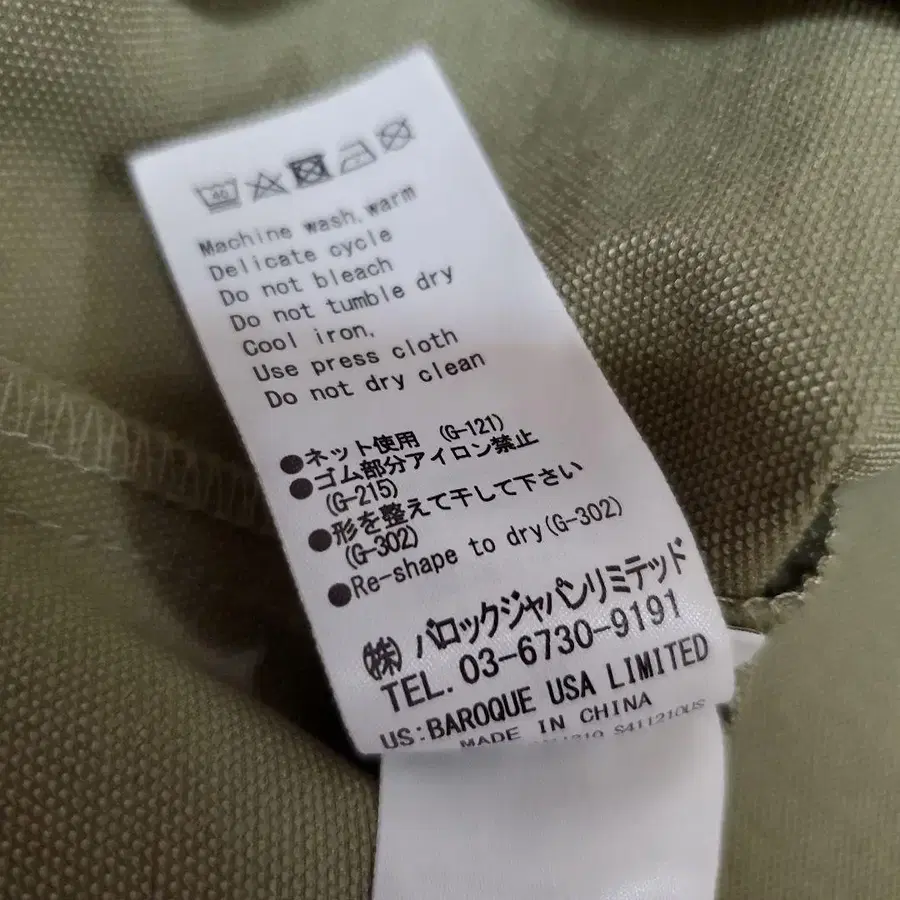 40
Machine wash,warm
Delicate cycle
Do not bleach
Do not tumble dry
Cool iron,
Use press cloth
Do not dry clean
●ネット使用 (G-121)
●ゴム部分アイロン禁止
(G-215)
●形を整えて干して下さい
(G-302)
●Re-shape to dry(G-302)
㈱ バロックジャパンリミテッド
TEL. 03-6730-9191
US:BAROQUE USA LIMITED
MADE IN CHINA
S411210US